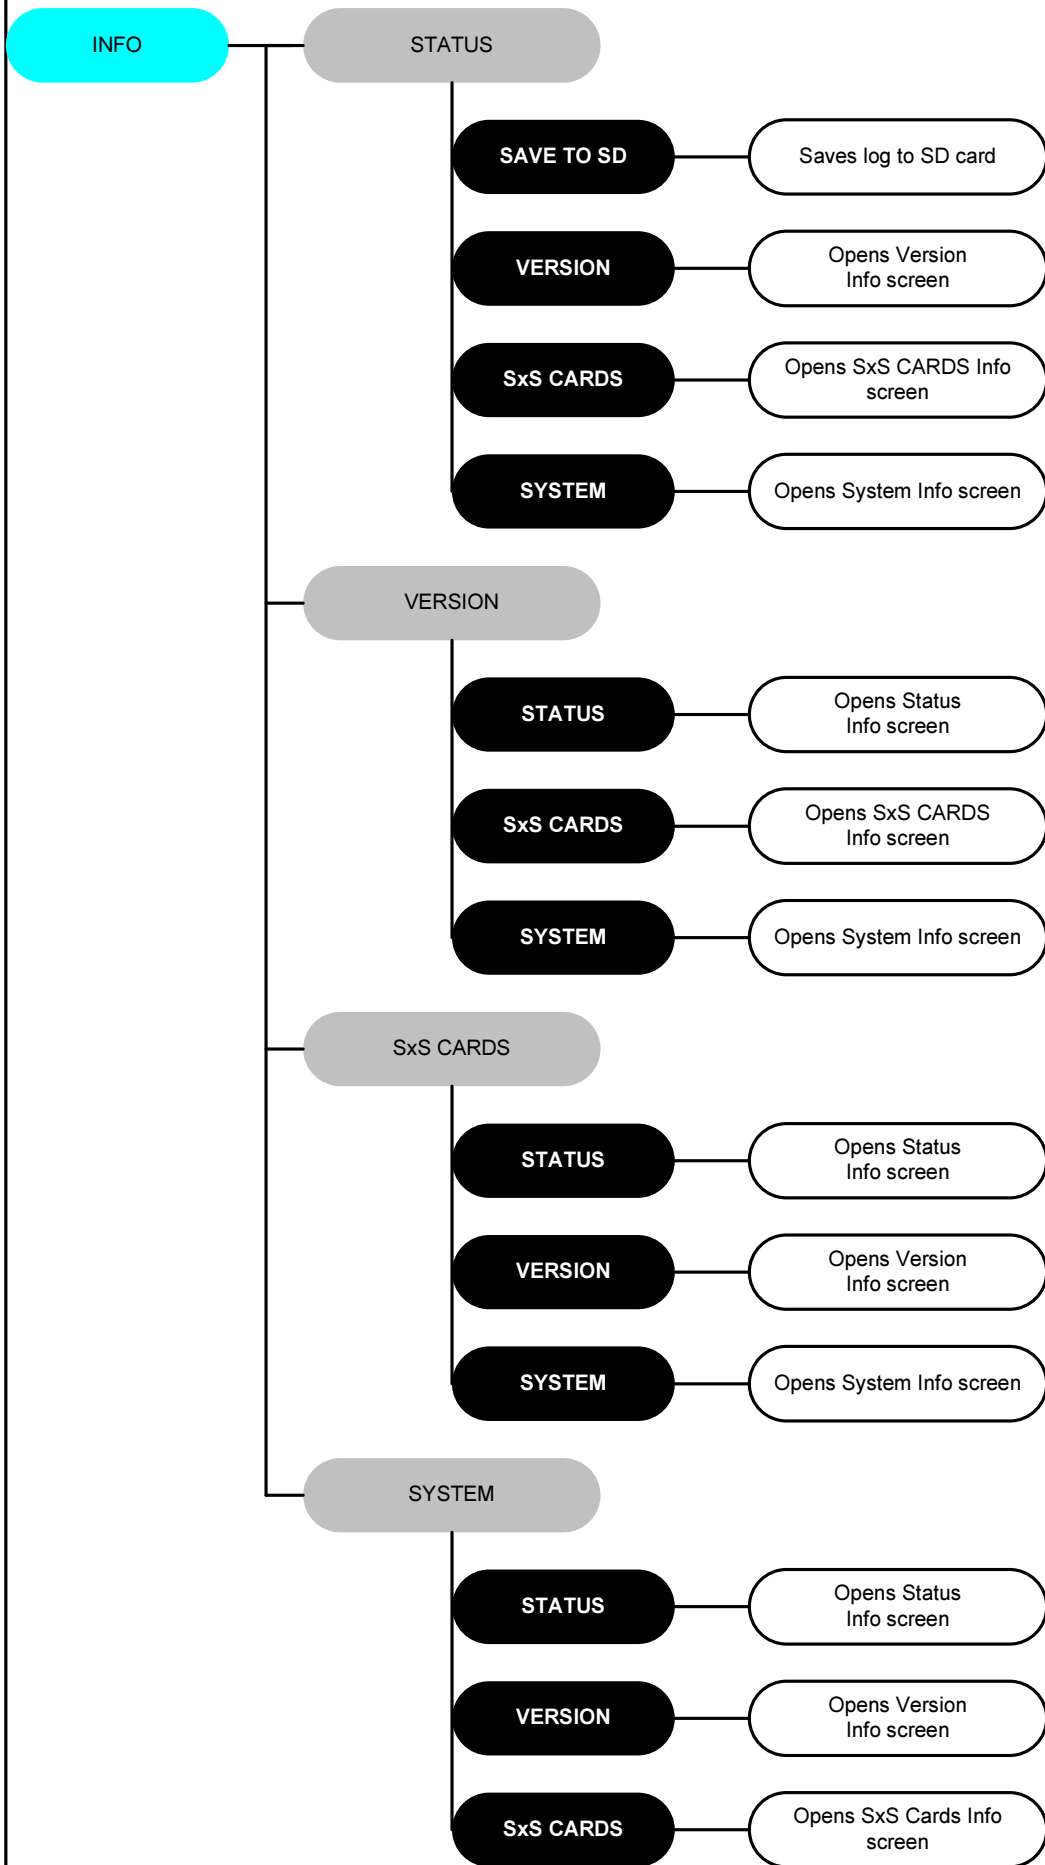 INFO
STATUS
SAVE TO SD
Saves log to SD card
VERSION
Opens Version
Info screen
SxS CARDS
Opens SxS CARDS Info
screen
SYSTEM
Opens System Info screen
VERSION
STATUS
Opens Status
Info screen
SxS CARDS
Opens SxS CARDS
Info screen
SYSTEM
Opens System Info screen
SxS CARDS
STATUS
Opens Status
Info screen
VERSION
Opens Version
Info screen
SYSTEM
Opens System Info screen
SYSTEM
STATUS
Opens Status
Info screen
VERSION
Opens Version
Info screen
SxS CARDS
Opens SxS Cards Info
screen